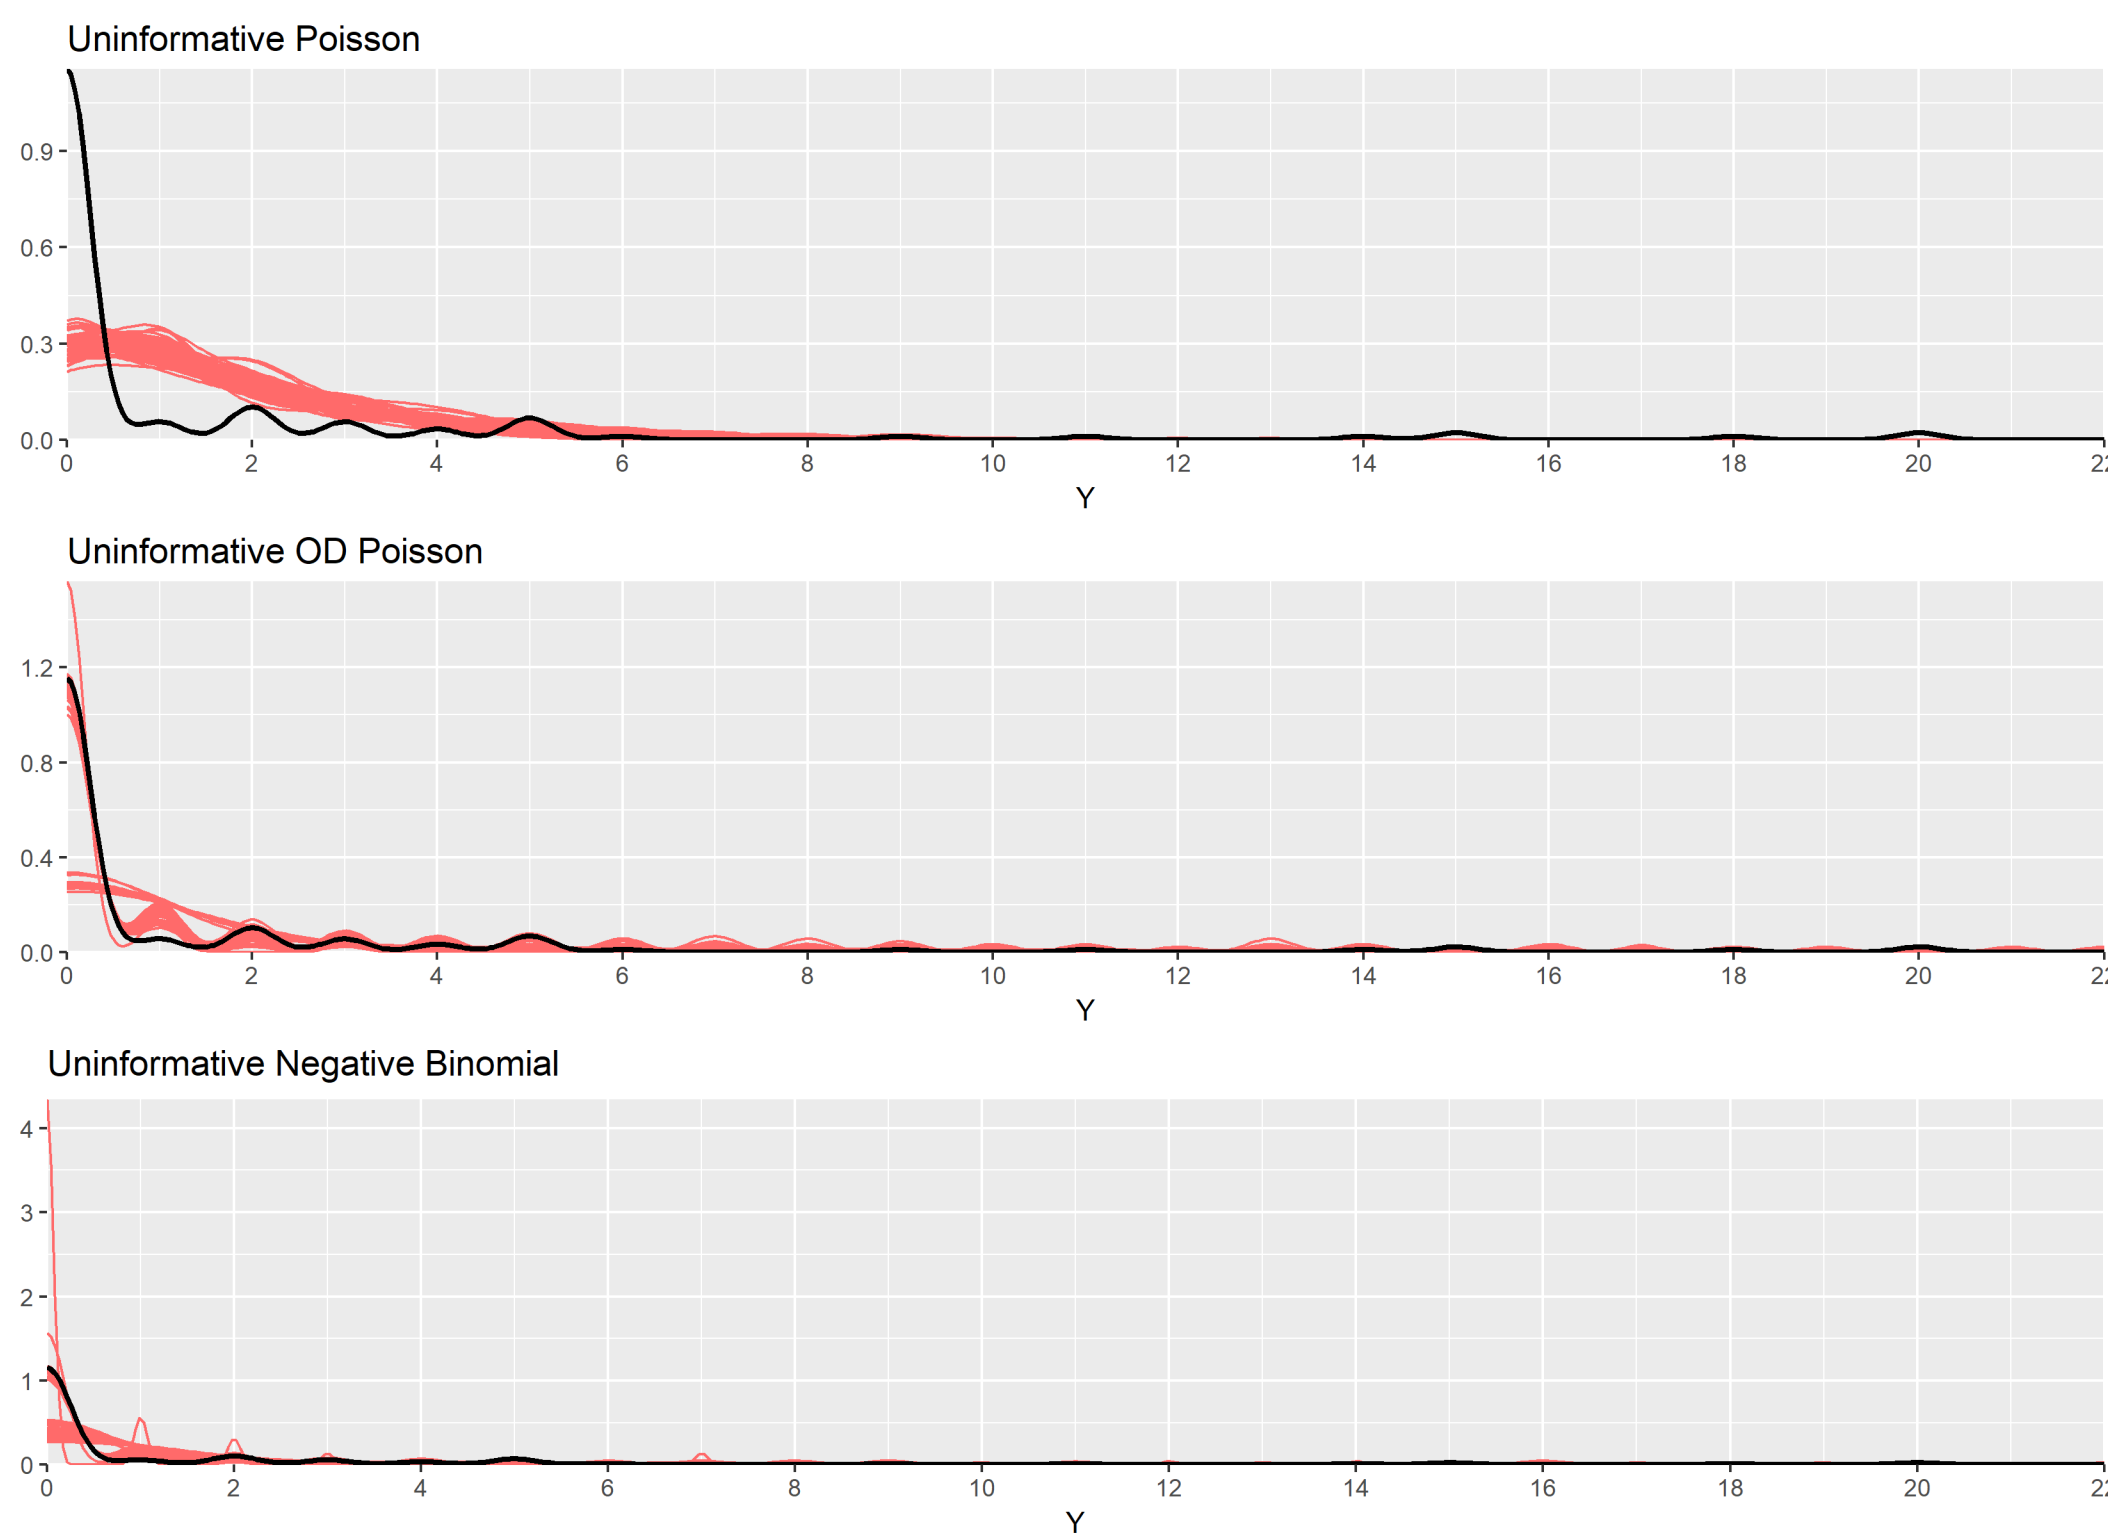 Uninformative Poisson
0.9
0.6
0.3
0.0
0 2 4 6 8 10 12 14 16 18 20
Y
Uninformative OD Poisson
1.2
0.8
0.4
0.0
0 2 4 6 8 10 12 14 16 18 20
Y
Uninformative Negative Binomial
4
3
2
1
0
0 2 4 6 8 10 12 14 16 18 20
Y